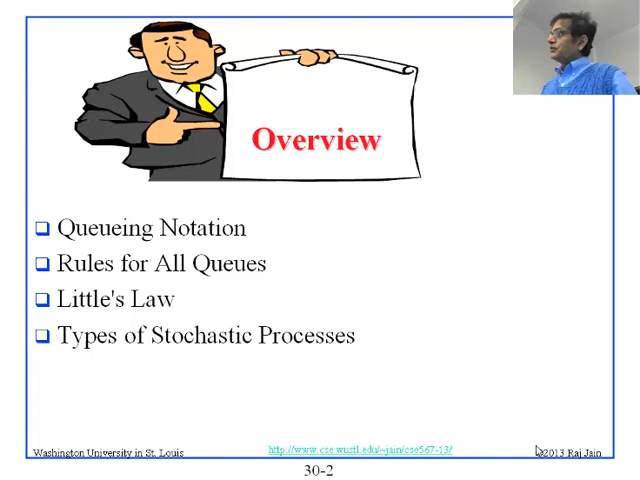 Overview
Queueing Notation
Rules for All Queues
Little's Law
Types of Stochastic Processes
Washington University in St. Louis
http://www.cse.wustl.edu/~jain/cse567-13/
©2013 Raj Jain
30-2